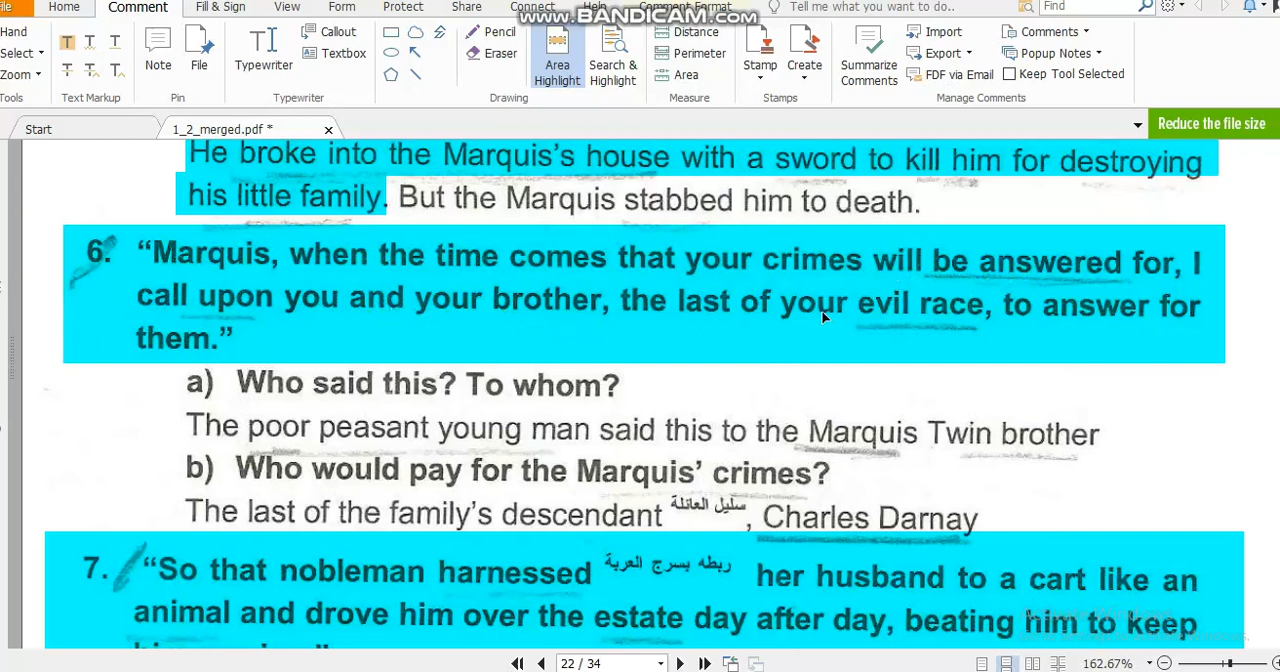 File Home Comment View Form Protect Share Connect Help Comment Format Tell me what you want to do.. Find
Fill & Sign
www.BANDICAM.com
Hand
Select
Zoom
Tools
Text Markup
Note
File
Pin
Typewriter
Callout
Textbox
Typewriter
Pencil
Eraser
Area Highlight
Search & Highlight
Drawing
Distance
Perimeter
Area
Measure
Stamp
Create
Stamps
Summarize Comments
Import
Export
FDF via Email
Comments
Popup Notes
Keep Tool Selected
Manage Comments
Start 1_2_merged.pdf * Reduce the file size
He broke into the Marquis's house with a sword to kill him for destroying
his little family. But the Marquis stabbed him to death.
6. “Marquis, when the time comes that your crimes will be answered for, I
call upon you and your brother, the last of your evil race, to answer for
them.”
a) Who said this? To whom?
The poor peasant young man said this to the Marquis Twin brother
b) Who would pay for the Marquis’ crimes?
The last of the family’s descendant سليل العائلة, Charles Darnay
7. “So that nobleman harnessed ربطه بسرج العربة her husband to a cart like an
animal and drove him over the estate day after day, beating him to keep
22 / 34 162.67%